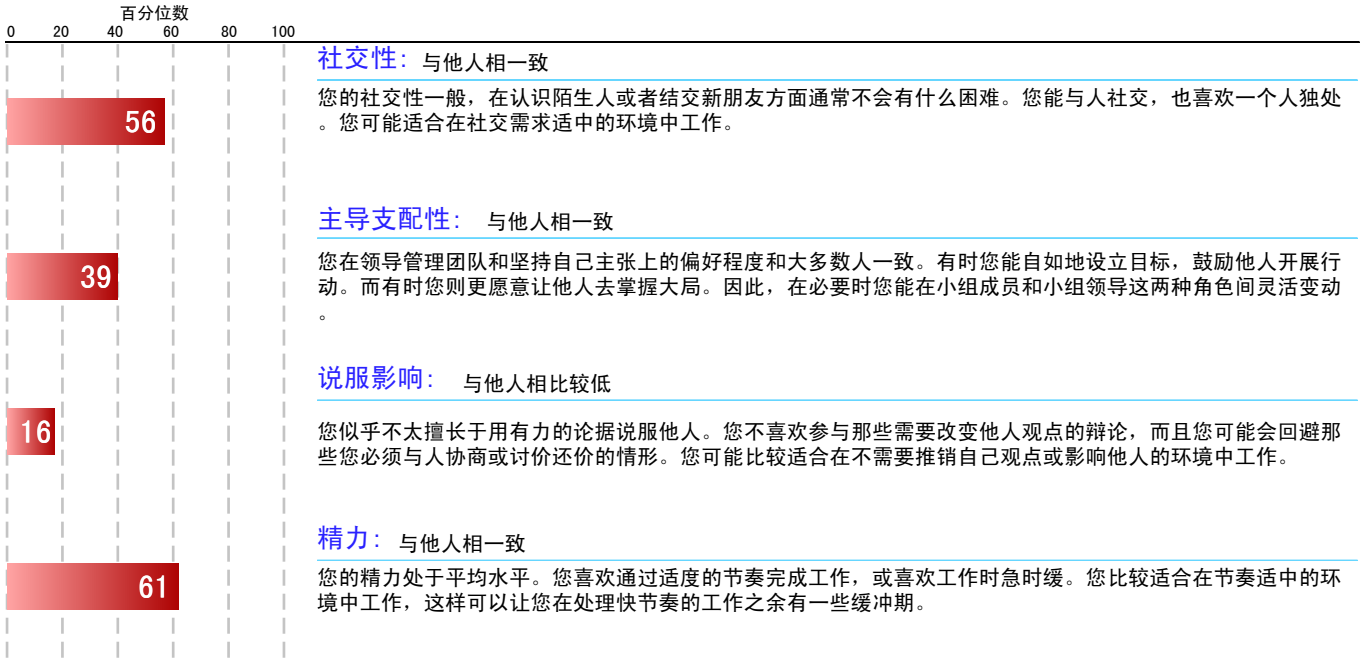 百分位数
0 20 40 60 80 100
社交性: 与他人相一致
您的社交性一般，在认识陌生人或者结交新朋友方面通常不会有什么困难。您能与人社交，也喜欢一个人独处
。您可能适合在社交需求适中的环境中工作。
56
主导支配性: 与他人相一致
您在领导管理团队和坚持自己主张上的偏好程度和大多数人一致。有时您能自如地设立目标，鼓励他人开展行
动。而有时您则更愿意让他人去掌握大局。因此，在必要时您能在小组成员和小组领导这两种角色间灵活变动
。
39
说服影响: 与他人相比较低
您似乎不太擅长于用有力的论据说服他人。您不喜欢参与那些需要改变他人观点的辩论，而且您可能会回避那
些您必须与人协商或讨价还价的情形。您可能比较适合在不需要推销自己观点或影响他人的环境中工作。
16
精力: 与他人相一致
您的精力处于平均水平。您喜欢通过适度的节奏完成工作，或喜欢工作时急时缓。您比较适合在节奏适中的环
境中工作，这样可以让您在处理快节奏的工作之余有一些缓冲期。
61